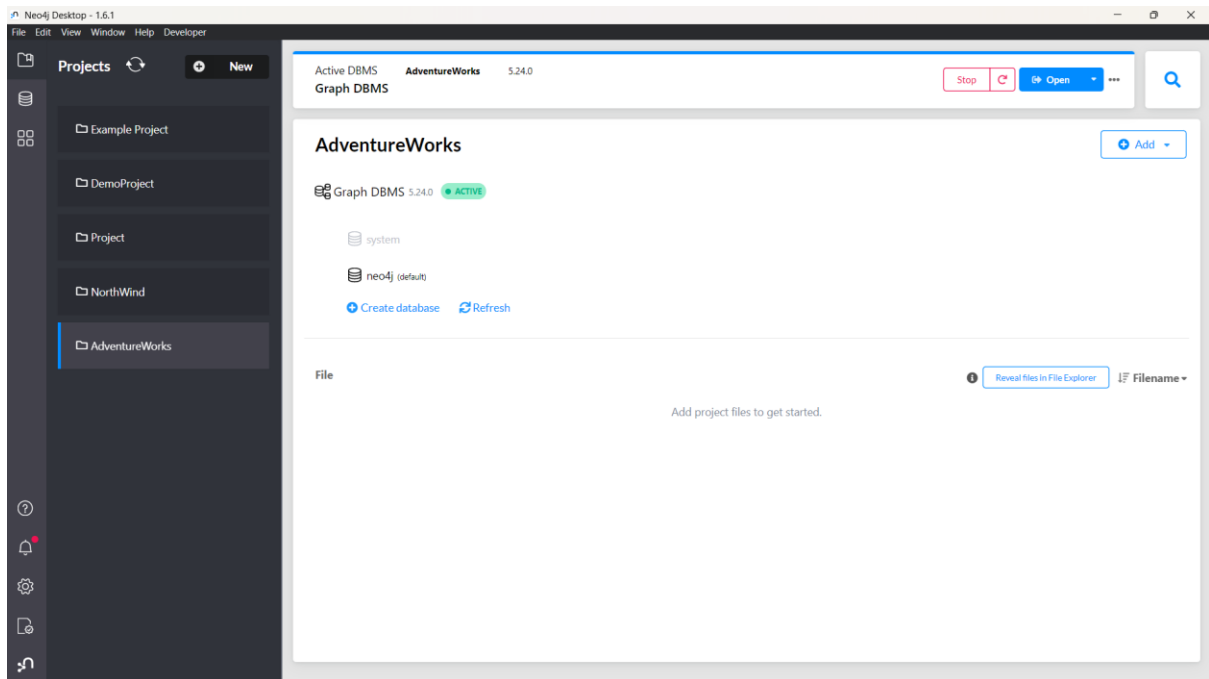 Neo4j Desktop - 1.6.1
File Edit View Window Help Developer
Projects
New
Example Project
DemoProject
Project
NorthWind
AdventureWorks
Active DBMS AdventureWorks 5.24.0
Graph DBMS
Stop
Open
AdventureWorks
Add
Graph DBMS 5.24.0 ACTIVE
system
neo4j (default)
Create database Refresh
File
Reveal files in File Explorer
Filename
Add project files to get started.